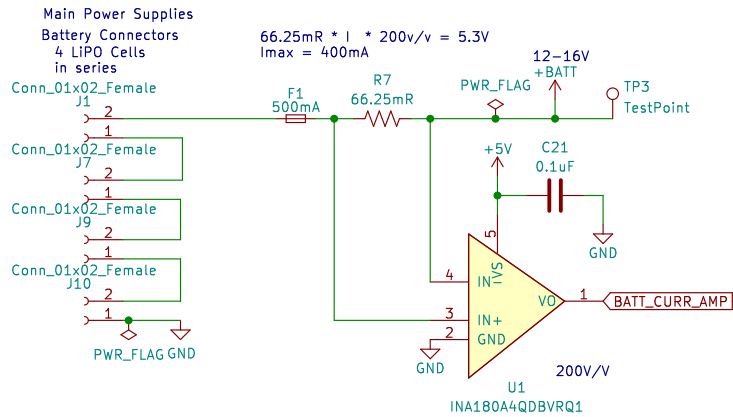 Main Power Supplies
Battery Connectors
4 LiPO Cells
in series
66.25mR * I  * 200v/v = 5.3V
Imax = 400mA
12-16V
+BATT
PWR_FLAG
TP3
TestPoint
R7
66.25mR
F1
500mA
Conn_01x02_Female
J1
2
1
Conn_01x02_Female
J7
2
1
Conn_01x02_Female
J9
2
1
Conn_01x02_Female
J10
2
1
PWR_FLAG
GND
+5V
C21
0.1uF
GND
5
VS
4
IN-
3
IN+
2
GND
GND
VO
1
BATT_CURR_AMP
200V/V
U1
INA180A4QDBVRQ1